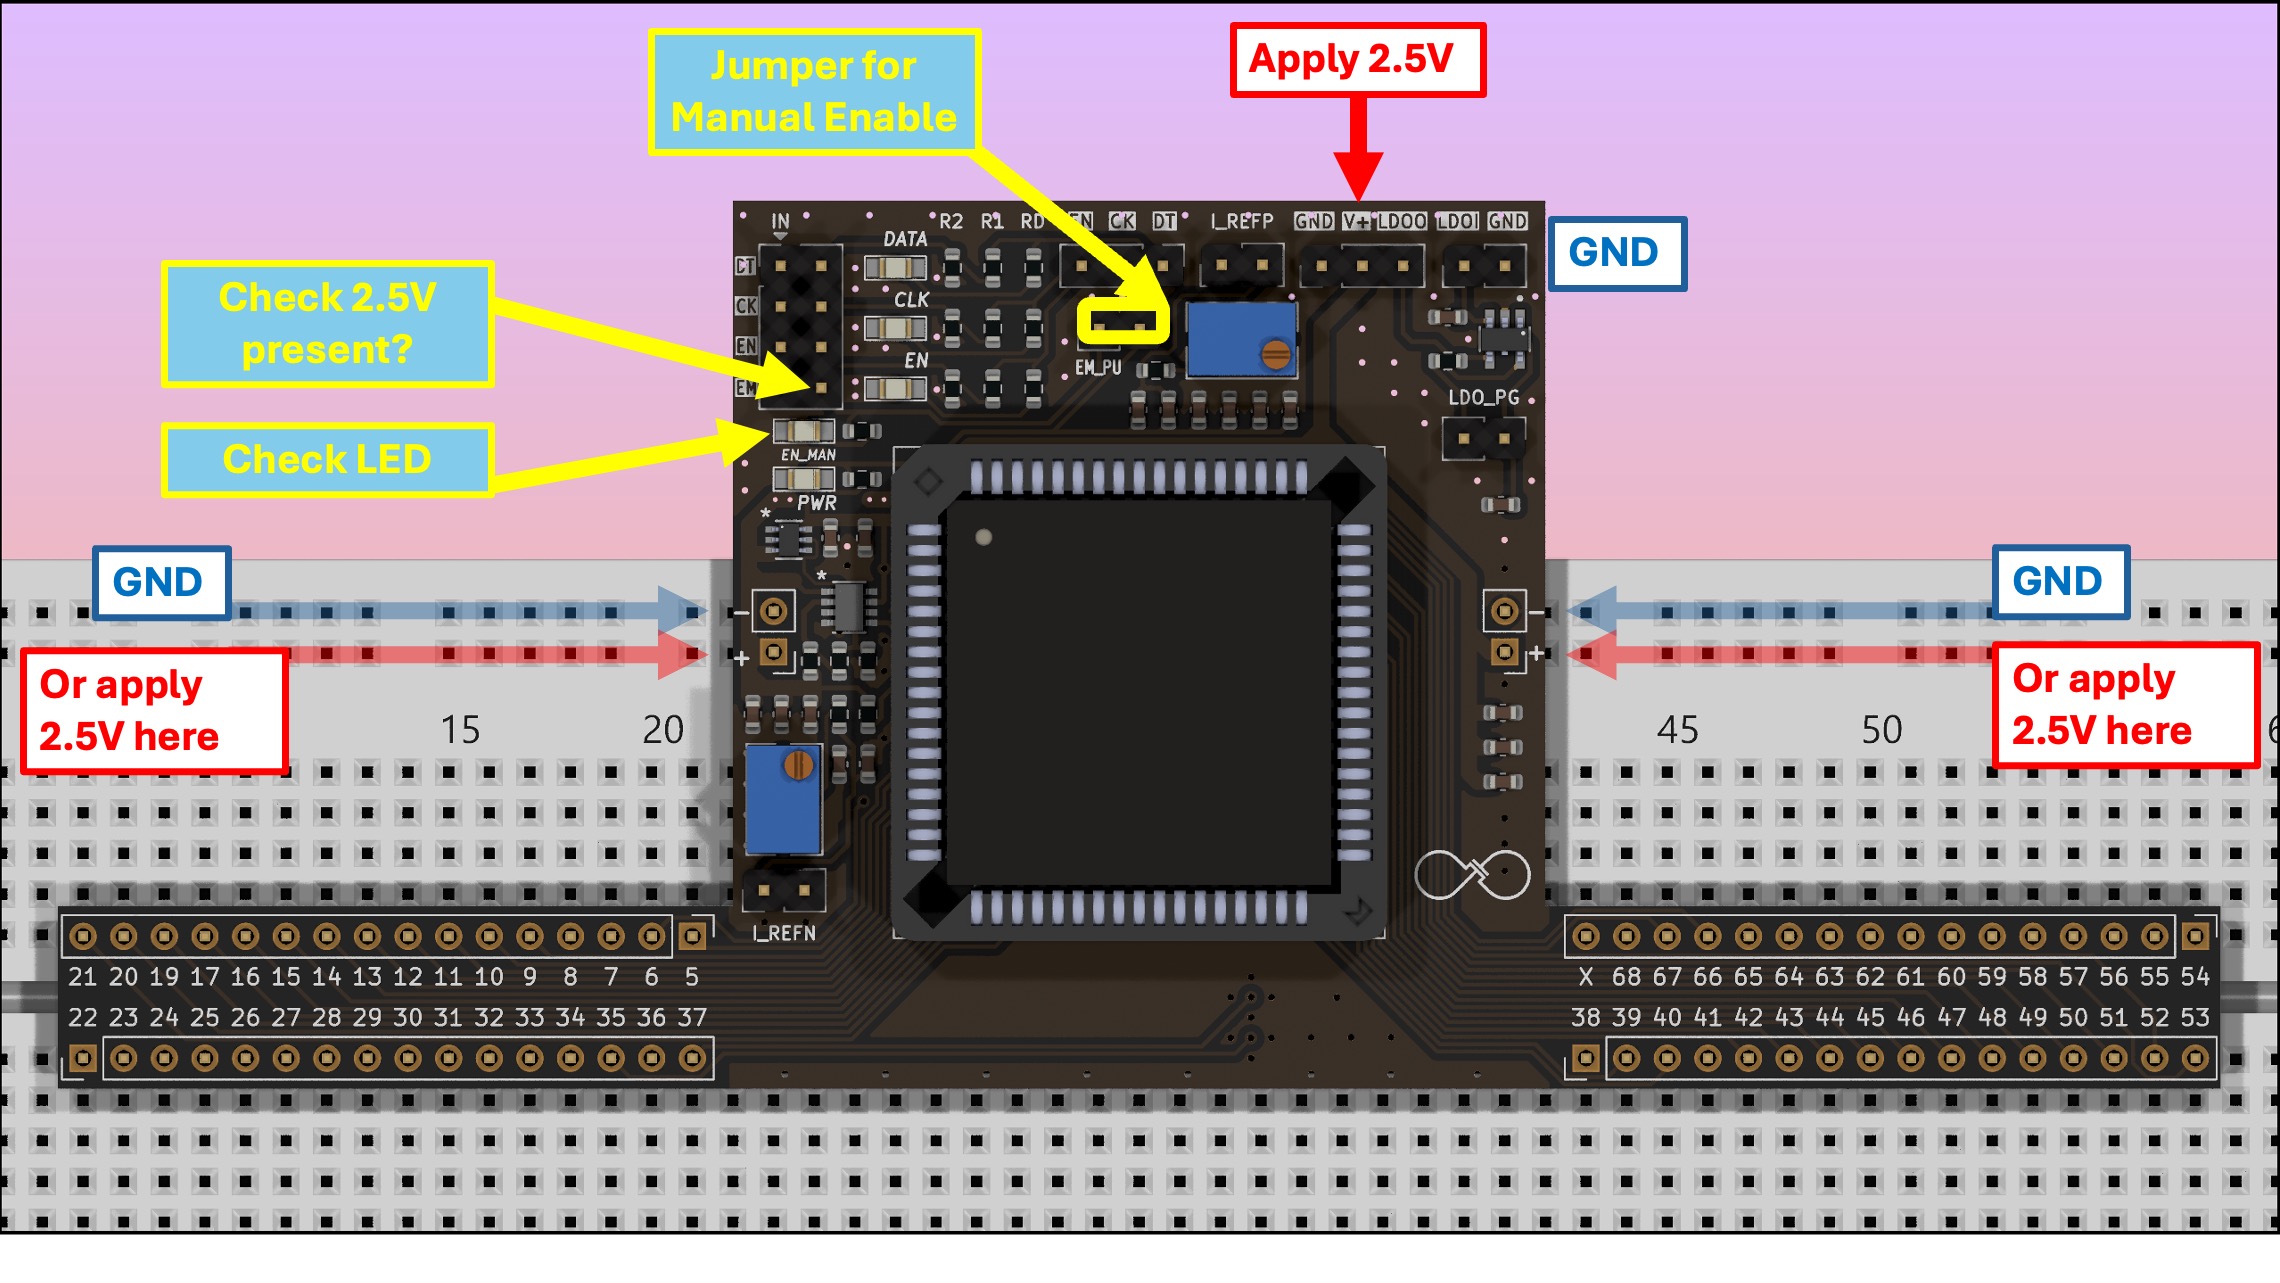 Jumper for
Manual Enable
Apply 2.5V
IN
R2 R1 RD EN CK DT I_REFP GND V+ LDOO LDOI GND
GND
DATA
DT
Check 2.5V
present?
CLK
CK
EN
EN
EM_PU
EM
LDO_PG
Check LED
EN_MAN
PWR
*
*
GND
GND
- -
+ +
Or apply
2.5V here
Or apply
2.5V here
15 20 45 50 6
I_REFN
21 20 19 17 16 15 14 13 12 11 10 9 8 7 6 5
X 68 67 66 65 64 63 62 61 60 59 58 57 56 55 54
22 23 24 25 26 27 28 29 30 31 32 33 34 35 36 37
38 39 40 41 42 43 44 45 46 47 48 49 50 51 52 53